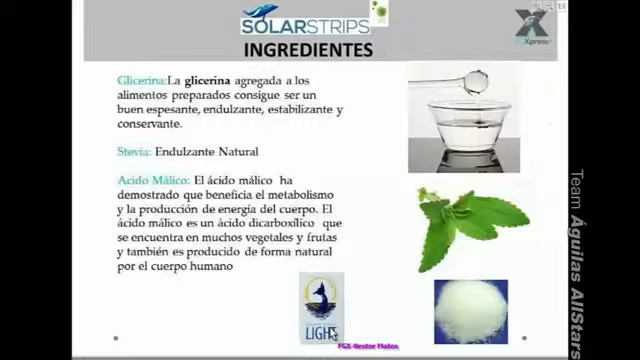 SOLARSTRIPS
INGREDIENTES
Xpress
Glicerina:La glicerina agregada a los
alimentos preparados consigue ser un
buen espesante, endulzante, estabilizante y
conservante.
Stevia: Endulzante Natural
Acido Málico: El ácido málico ha
demostrado que beneficia el metabolismo
y la producción de energía del cuerpo. El
ácido málico es un ácido dicarboxílico que
se encuentra en muchos vegetales y frutas
y también es producido de forma natural
por el cuerpo humano
LIGHT
FGX-Nestor Matos
Team Águilas AllStars